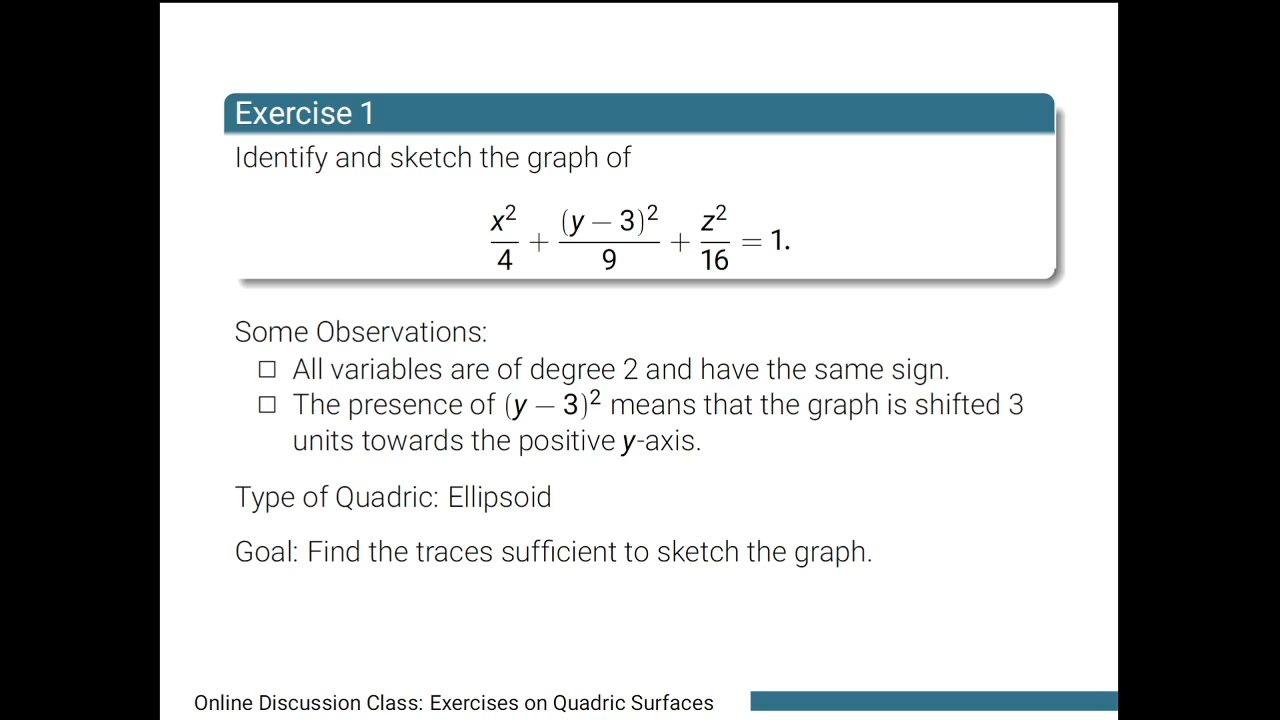 Exercise 1
Identify and sketch the graph of
x²/4 + (y − 3)²/9 + z²/16 = 1.
Some Observations:
□ All variables are of degree 2 and have the same sign.
□ The presence of (y − 3)² means that the graph is shifted 3
units towards the positive y-axis.
Type of Quadric: Ellipsoid
Goal: Find the traces sufficient to sketch the graph.
Online Discussion Class: Exercises on Quadric Surfaces